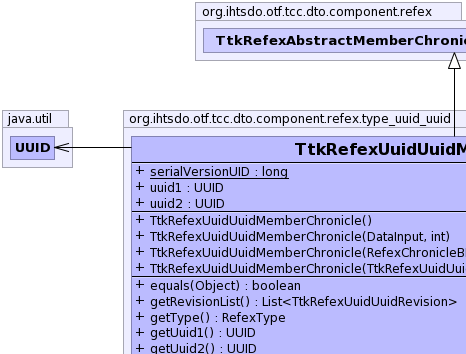 org.ihtsdo.otf.tcc.dto.component.refex
TtkRefexAbstractMemberChronic
java.util
UUID
org.ihtsdo.otf.tcc.dto.component.refex.type_uuid_uuid
TtkRefexUuidUuidM
+ serialVersionUID : long
+ uuid1 : UUID
+ uuid2 : UUID
+ TtkRefexUuidUuidMemberChronicle()
+ TtkRefexUuidUuidMemberChronicle(DataInput, int)
+ TtkRefexUuidUuidMemberChronicle(RefexChronicleB
+ TtkRefexUuidUuidMemberChronicle(TtkRefexUuidUui
+ equals(Object) : boolean
+ getRevisionList() : List<TtkRefexUuidUuidRevision>
+ getType() : RefexType
+ getUuid1() : UUID
+ getUuid2() : UUID